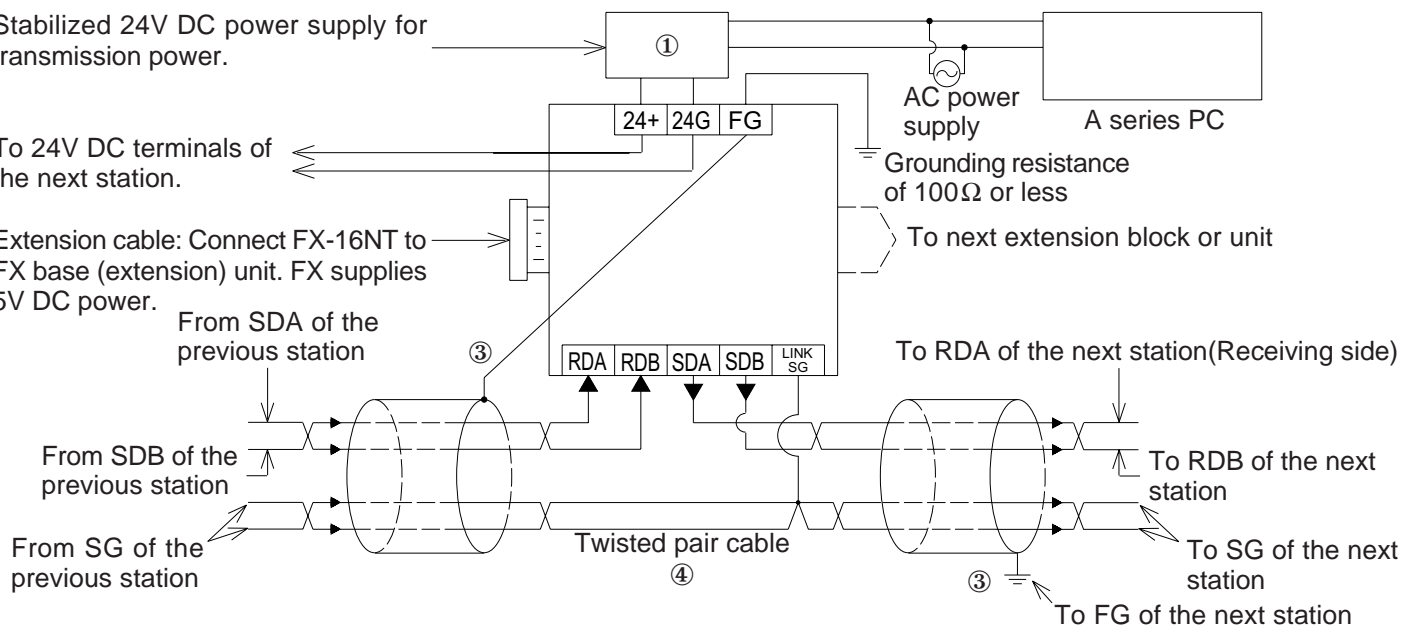 Stabilized 24V DC power supply for
transmission power.
①
AC power
supply
A series PC
24+ 24G FG
To 24V DC terminals of
the next station.
Grounding resistance
of 100Ω or less
Extension cable: Connect FX-16NT to
FX base (extension) unit. FX supplies
5V DC power.
To next extension block or unit
From SDA of the
previous station
③
RDA RDB SDA SDB LINK
SG
To RDA of the next station(Receiving side)
From SDB of the
previous station
To RDB of the next
station
From SG of the
previous station
Twisted pair cable
④
③
To SG of the next
station
To FG of the next station